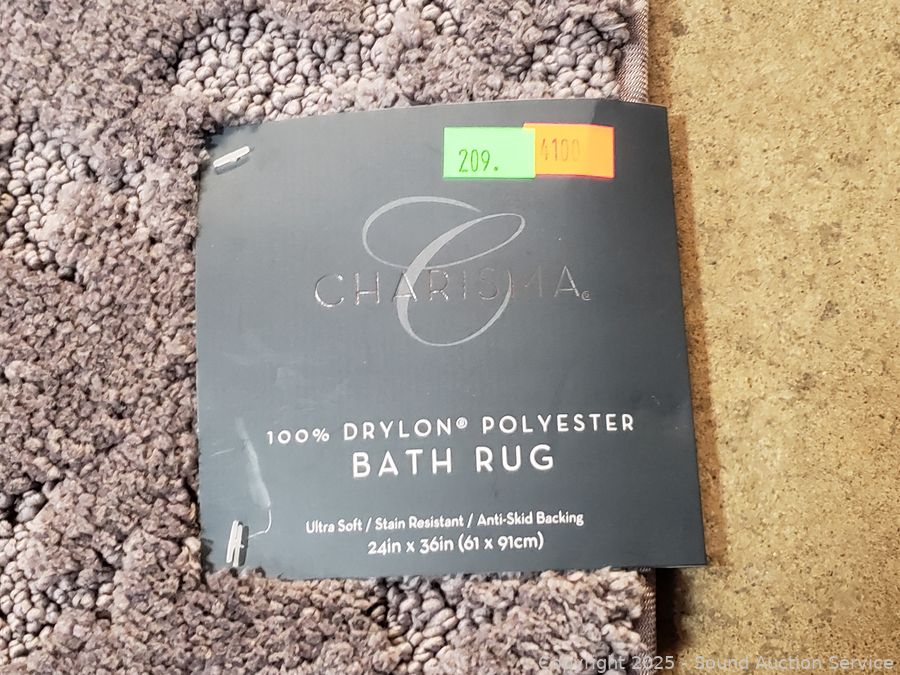 209.
4100
CHARISMA®
100% DRYLON® POLYESTER
BATH RUG
Ultra Soft / Stain Resistant / Anti-Skid Backing
24in x 36in (61 x 91cm)
Copyright 2025 - Sound Auction Service